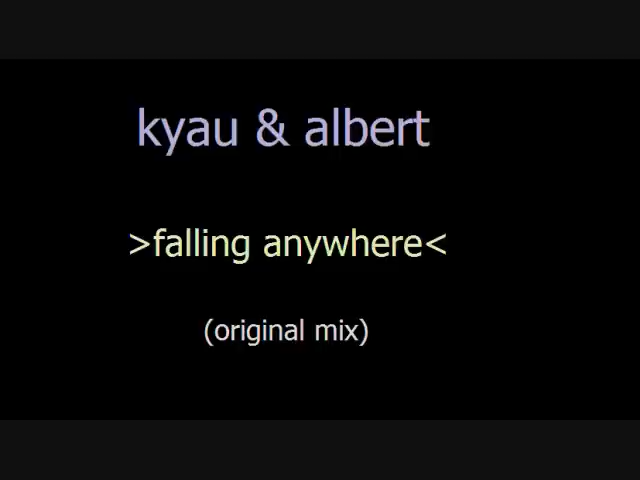 kyau & albert
>falling anywhere<
(original mix)